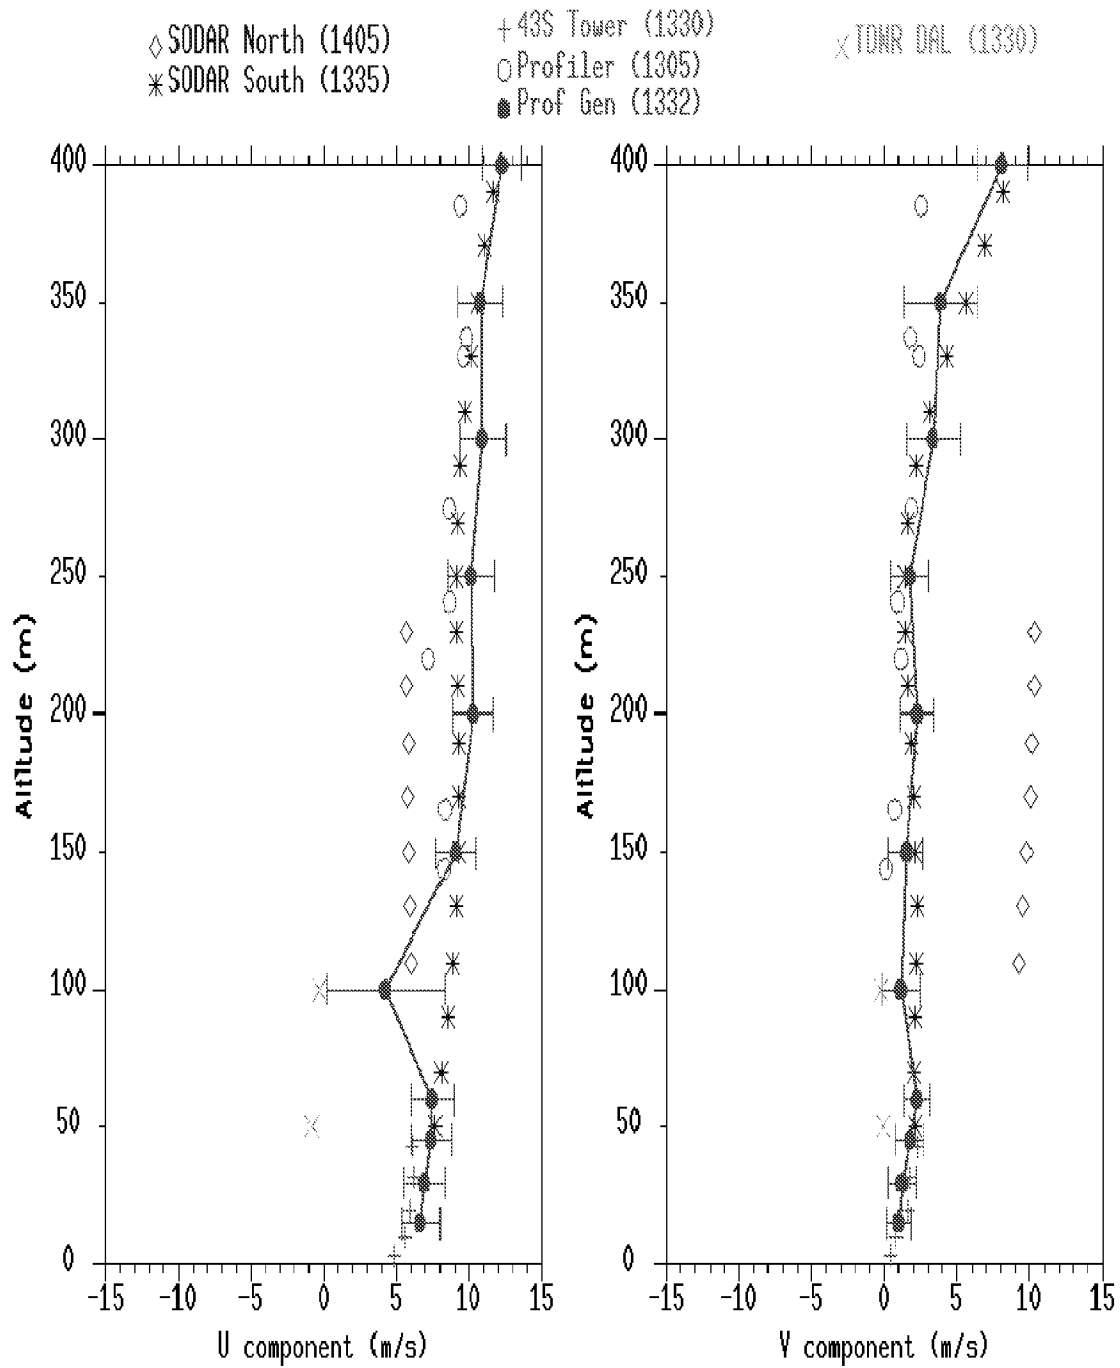 ◇ SODAR North (1405)
✳ SODAR South (1335)
+ 43S Tower (1330)
○ Profiler (1305)
● Prof Gen (1332)
× TDWR DAL (1330)
400
350
300
250
200
150
100
50
0
Altitude (m)
-15 -10 -5 0 5 10 15
U component (m/s)
400
350
300
250
200
150
100
50
0
Altitude (m)
-15 -10 -5 0 5 10 15
V component (m/s)